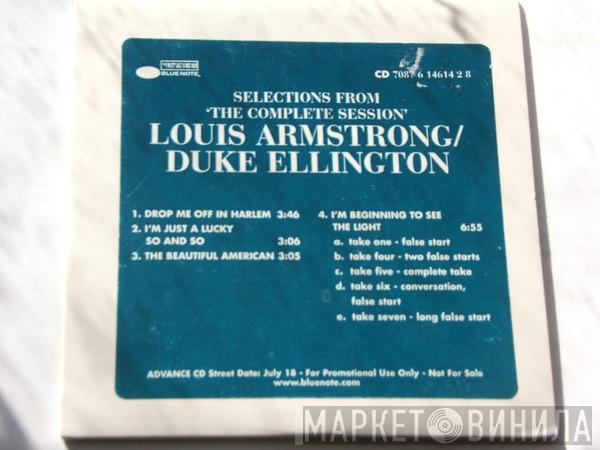 BLUE NOTE
CD 7087 6 14614 2 8
SELECTIONS FROM
'THE COMPLETE SESSION'
LOUIS ARMSTRONG/
DUKE ELLINGTON
1. DROP ME OFF IN HARLEM 3:46
2. I'M JUST A LUCKY
SO AND SO 3:06
3. THE BEAUTIFUL AMERICAN 3:05
4. I'M BEGINNING TO SEE
THE LIGHT 6:55
a. take one - false start
b. take four - two false starts
c. take five - complete take
d. take six - conversation,
false start
e. take seven - long false start
ADVANCE CD Street Date: July 18 • For Promotional Use Only • Not For Sale
www.bluenote.com
МАРКЕТ ВИНИЛА